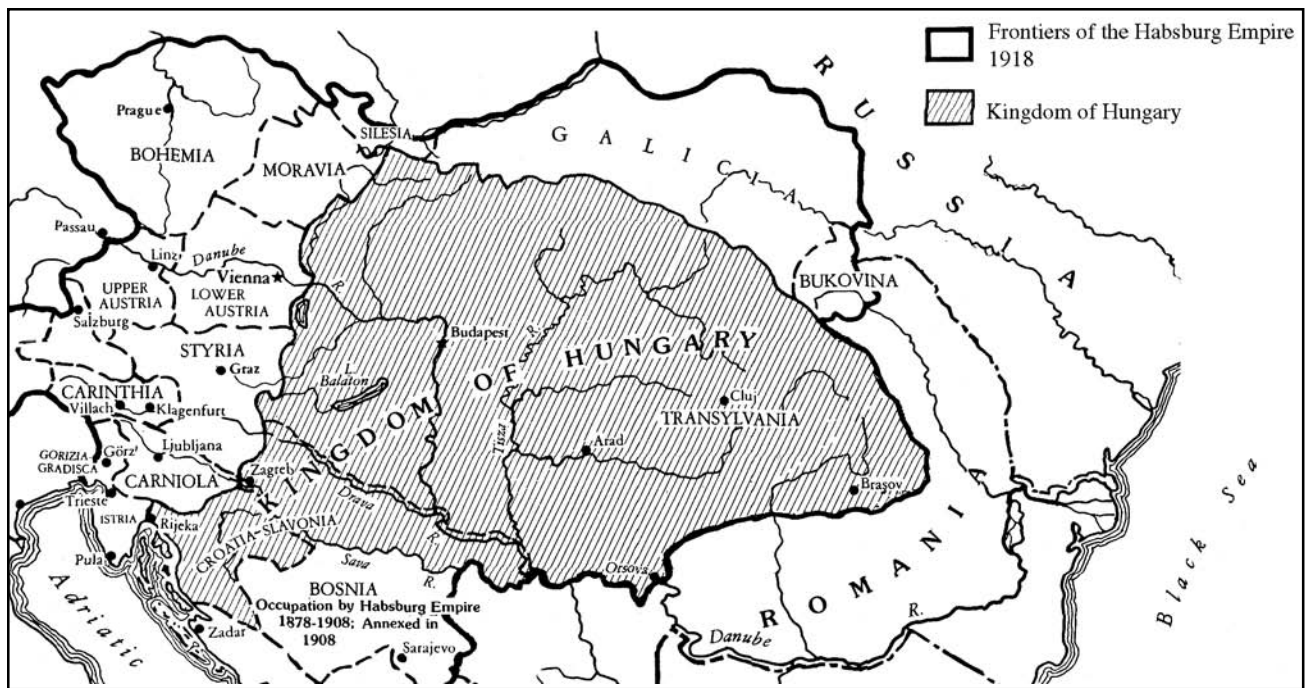 Frontiers of the Habsburg Empire
1918
Kingdom of Hungary
RUSSIA
Prague
BOHEMIA
SILESIA
MORAVIA
GALICIA
Passau
Linz
Danube
Vienna
R.
UPPER
AUSTRIA
LOWER
AUSTRIA
BUKOVINA
Salzburg
Budapest
R.
STYRIA
Graz
L.
Balaton
KINGDOM OF HUNGARY
CARINTHIA
Villach
Klagenfurt
Cluj
TRANSYLVANIA
Tisza
Arad
Ljubljana
GORIZIA-
GRADISCA
Görz
CARNIOLA
Zagreb
Drava
R.
Brașov
Trieste
ISTRIA
Rijeka
CROATIA-SLAVONIA
Pula
Sava
R.
Orsova
ROMANIA
BOSNIA
Occupation by Habsburg Empire
1878-1908; Annexed in
1908
Zadar
Sarajevo
Danube
R.
Adriatic
Black Sea